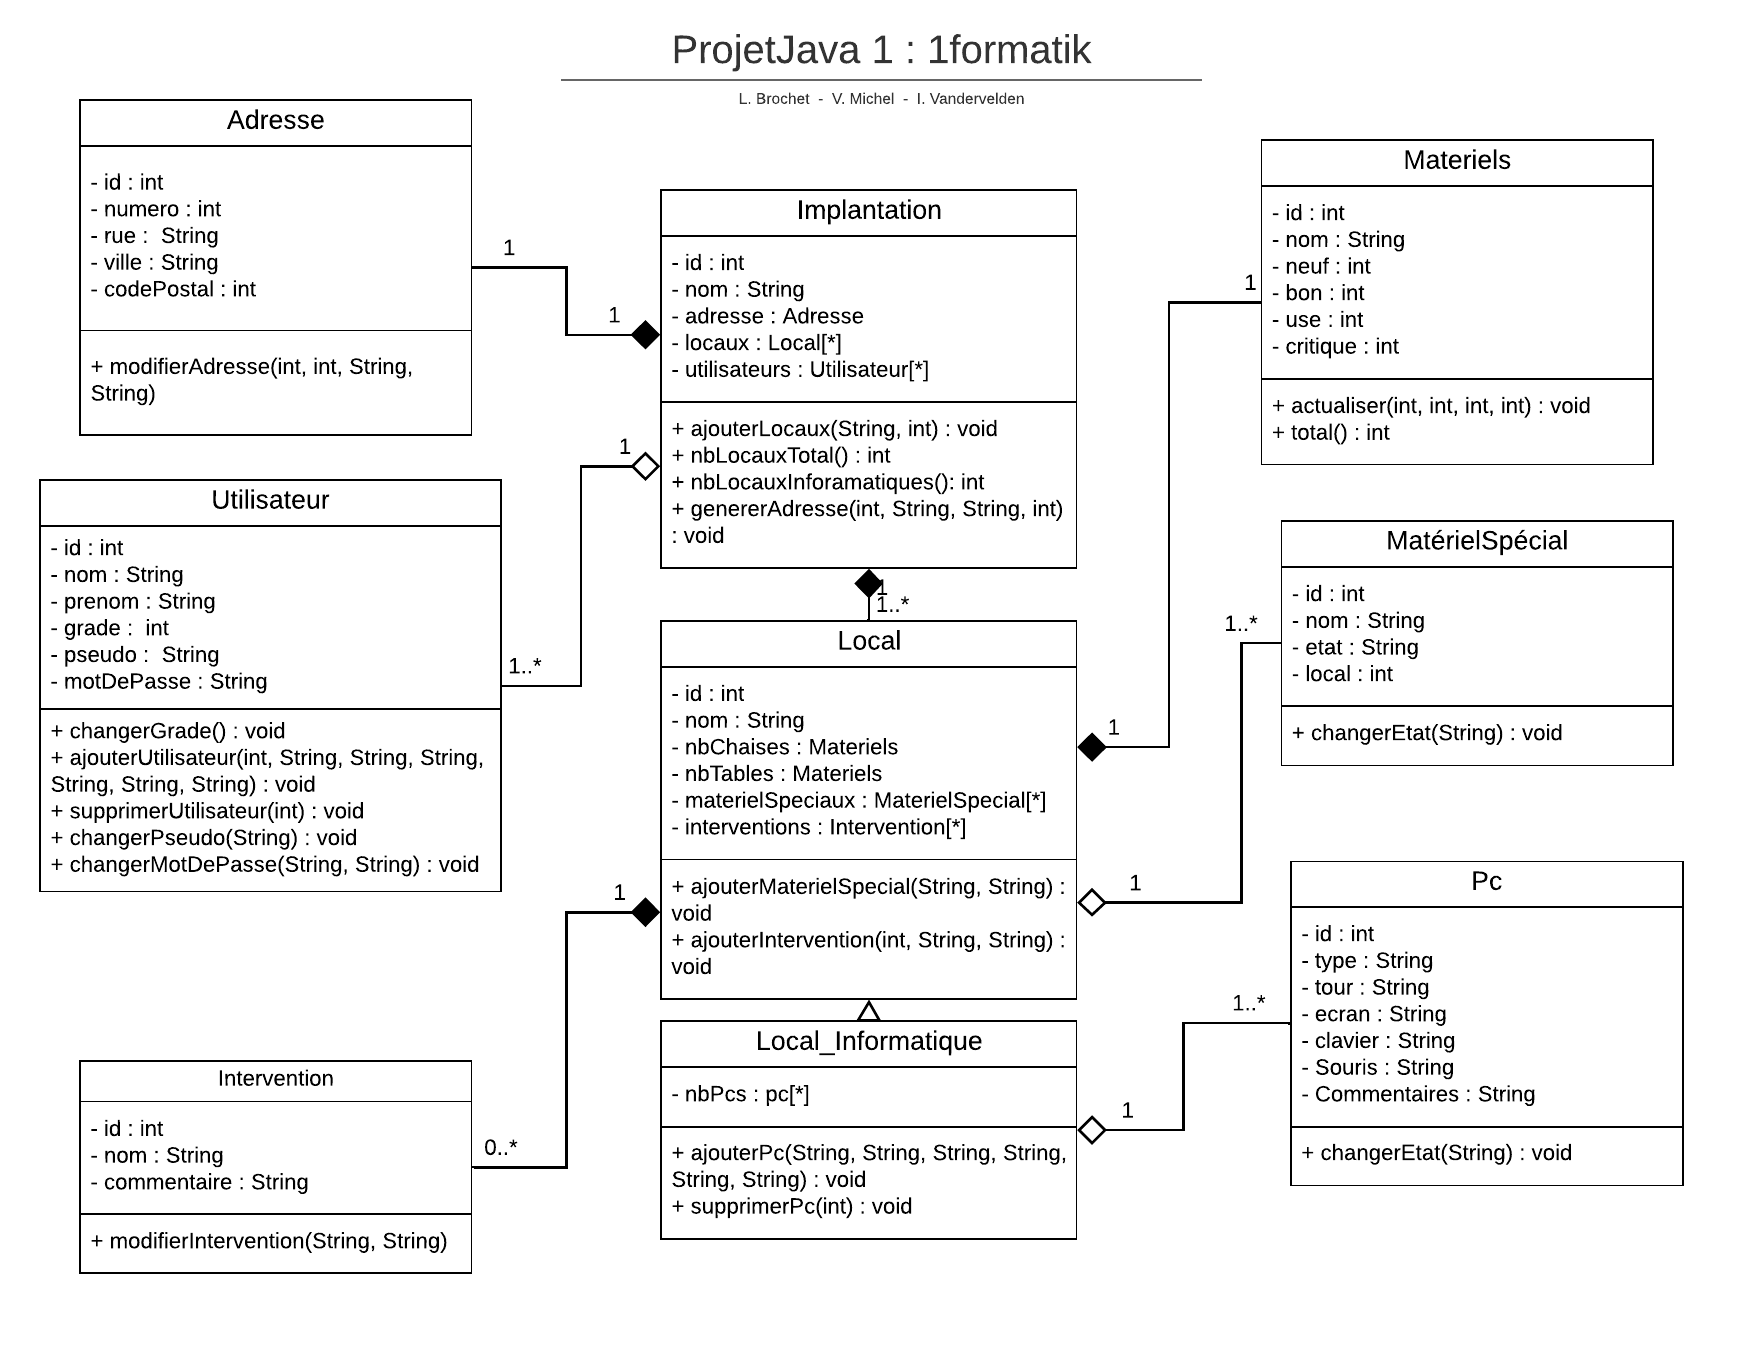 ProjetJava 1 : 1formatik
L. Brochet - V. Michel - I. Vandervelden
Adresse
- id : int
- numero : int
- rue : String
- ville : String
- codePostal : int
+ modifierAdresse(int, int, String,
String)
1
1
Implantation
- id : int
- nom : String
- adresse : Adresse
- locaux : Local[*]
- utilisateurs : Utilisateur[*]
+ ajouterLocaux(String, int) : void
+ nbLocauxTotal() : int
+ nbLocauxInforamatiques(): int
+ genererAdresse(int, String, String, int)
: void
Materiels
- id : int
- nom : String
- neuf : int
- bon : int
- use : int
- critique : int
+ actualiser(int, int, int, int) : void
+ total() : int
1
1
Utilisateur
- id : int
- nom : String
- prenom : String
- grade : int
- pseudo : String
- motDePasse : String
+ changerGrade() : void
+ ajouterUtilisateur(int, String, String, String,
String, String, String) : void
+ supprimerUtilisateur(int) : void
+ changerPseudo(String) : void
+ changerMotDePasse(String, String) : void
1..*
1
1..*
Local
- id : int
- nom : String
- nbChaises : Materiels
- nbTables : Materiels
- materielSpeciaux : MaterielSpecial[*]
- interventions : Intervention[*]
+ ajouterMaterielSpecial(String, String) :
void
+ ajouterIntervention(int, String, String) :
void
1
MatérielSpécial
- id : int
- nom : String
- etat : String
- local : int
+ changerEtat(String) : void
1..*
1
1
Pc
- id : int
- type : String
- tour : String
- ecran : String
- clavier : String
- Souris : String
- Commentaires : String
+ changerEtat(String) : void
1..*
1
Local_Informatique
- nbPcs : pc[*]
+ ajouterPc(String, String, String, String,
String, String) : void
+ supprimerPc(int) : void
Intervention
- id : int
- nom : String
- commentaire : String
+ modifierIntervention(String, String)
0..*